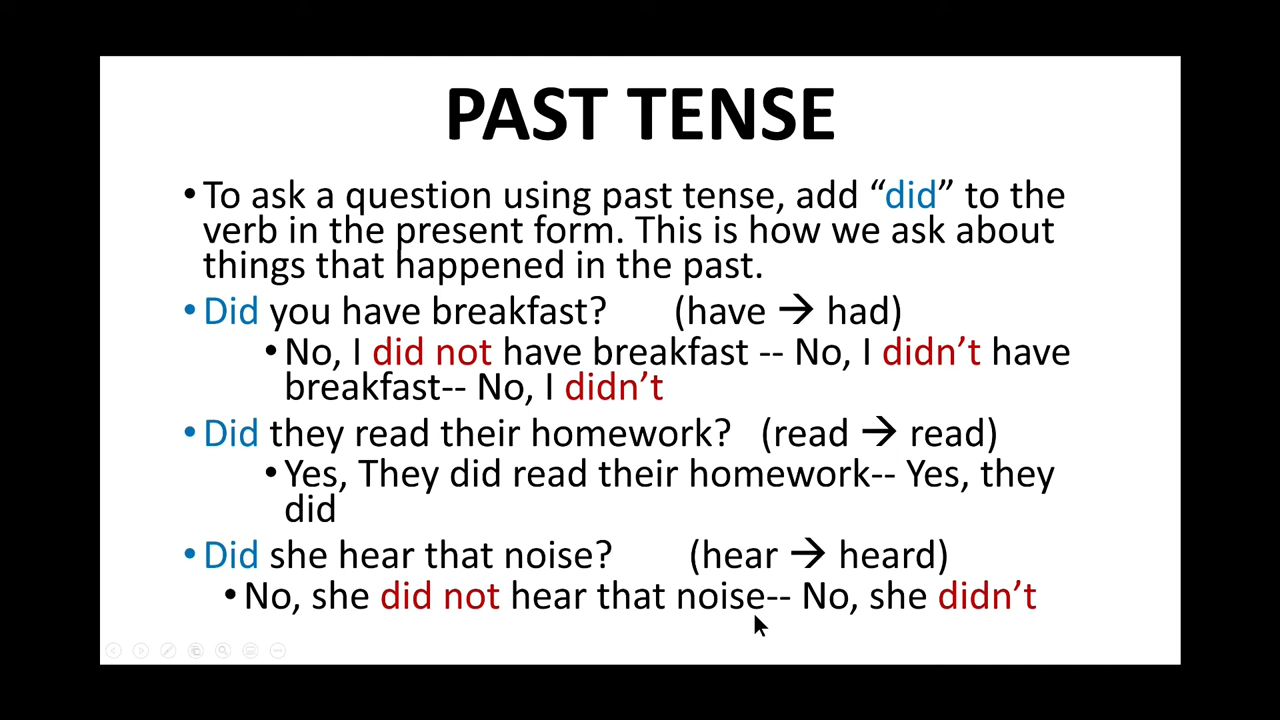 PAST TENSE
• To ask a question using past tense, add “did” to the
verb in the present form. This is how we ask about
things that happened in the past.
• Did you have breakfast? (have → had)
• No, I did not have breakfast -- No, I didn’t have
breakfast-- No, I didn’t
• Did they read their homework? (read → read)
• Yes, They did read their homework-- Yes, they
did
• Did she hear that noise? (hear → heard)
• No, she did not hear that noise-- No, she didn’t